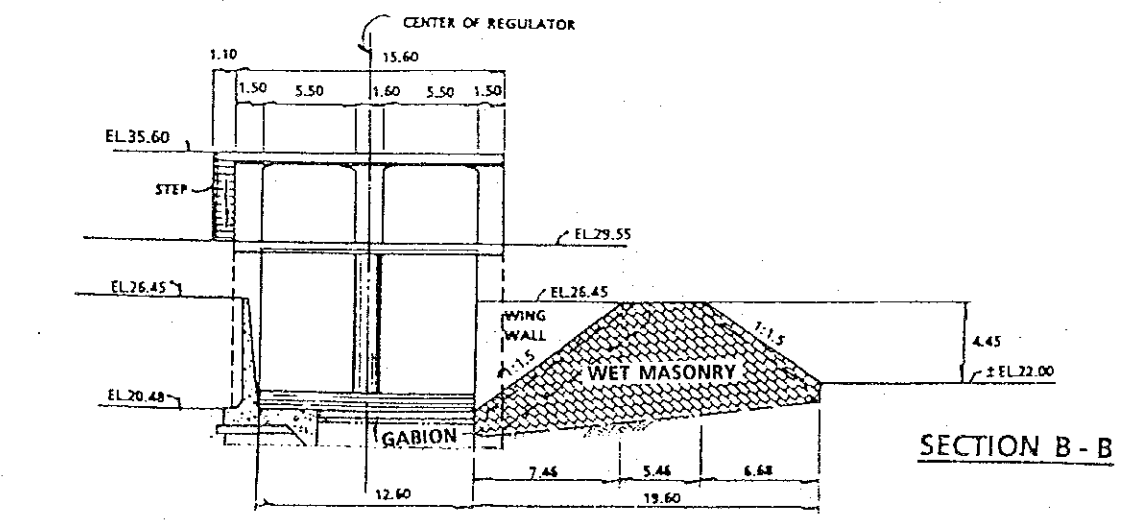 CENTER OF REGULATOR
1.10
15.60
1.50
5.50
1.60
5.50
1.50
EL.35.60
STEP
EL.29.55
EL.26.45
EL.26.45
WING
WALL
1:1.5
1:1.5
4.45
WET MASONRY
± EL.22.00
EL.20.48
GABION
SECTION B - B
7.46
5.46
6.68
12.60
19.60